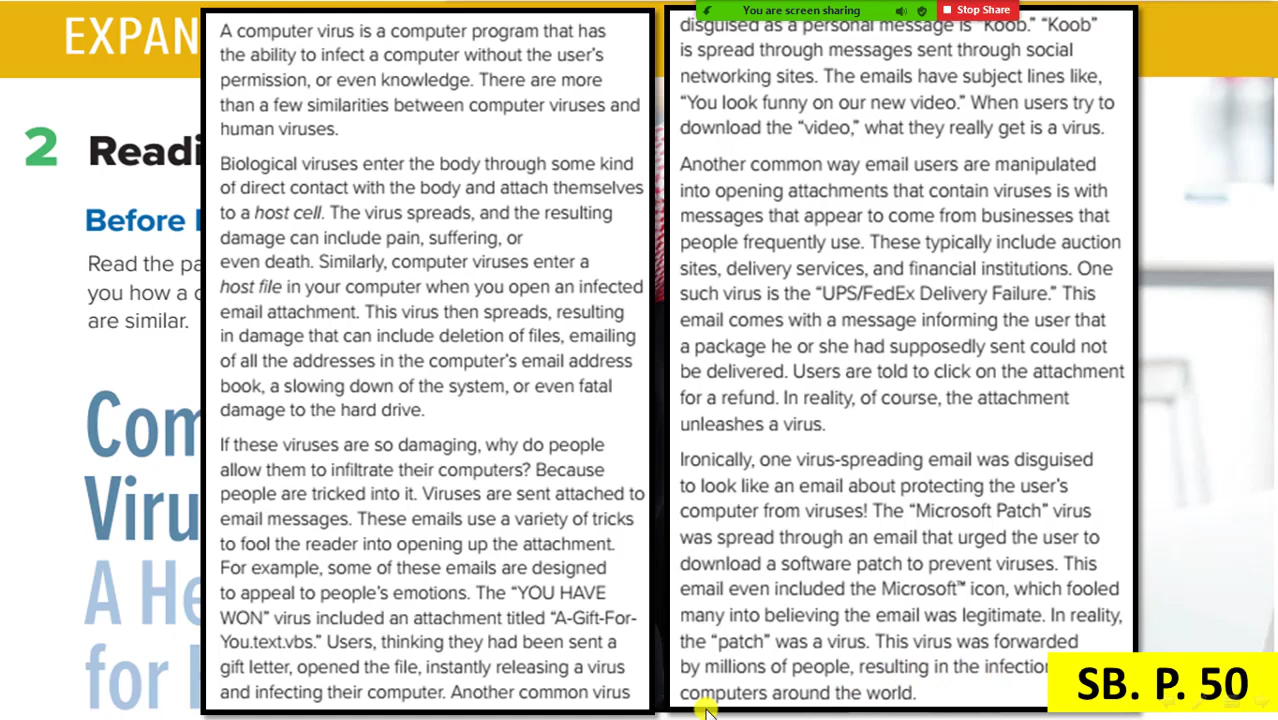 You are screen sharing
Stop Share
EXPAN
2 Readi
Before
Read the pa
you how a c
are similar.
Com
Viru
A He
for
A computer virus is a computer program that has
the ability to infect a computer without the user's
permission, or even knowledge. There are more
than a few similarities between computer viruses and
human viruses.
Biological viruses enter the body through some kind
of direct contact with the body and attach themselves
to a host cell. The virus spreads, and the resulting
damage can include pain, suffering, or
even death. Similarly, computer viruses enter a
host file in your computer when you open an infected
email attachment. This virus then spreads, resulting
in damage that can include deletion of files, emailing
of all the addresses in the computer's email address
book, a slowing down of the system, or even fatal
damage to the hard drive.
If these viruses are so damaging, why do people
allow them to infiltrate their computers? Because
people are tricked into it. Viruses are sent attached to
email messages. These emails use a variety of tricks
to fool the reader into opening up the attachment.
For example, some of these emails are designed
to appeal to people's emotions. The “YOU HAVE
WON” virus included an attachment titled “A-Gift-For-
You.text.vbs.” Users, thinking they had been sent a
gift letter, opened the file, instantly releasing a virus
and infecting their computer. Another common virus
disguised as a personal message is “Koob.” “Koob”
is spread through messages sent through social
networking sites. The emails have subject lines like,
“You look funny on our new video.” When users try to
download the “video,” what they really get is a virus.
Another common way email users are manipulated
into opening attachments that contain viruses is with
messages that appear to come from businesses that
people frequently use. These typically include auction
sites, delivery services, and financial institutions. One
such virus is the “UPS/FedEx Delivery Failure.” This
email comes with a message informing the user that
a package he or she had supposedly sent could not
be delivered. Users are told to click on the attachment
for a refund. In reality, of course, the attachment
unleashes a virus.
Ironically, one virus-spreading email was disguised
to look like an email about protecting the user's
computer from viruses! The “Microsoft Patch” virus
was spread through an email that urged the user to
download a software patch to prevent viruses. This
email even included the Microsoft™ icon, which fooled
many into believing the email was legitimate. In reality,
the “patch” was a virus. This virus was forwarded
by millions of people, resulting in the infectio
computers around the world.
SB. P. 50